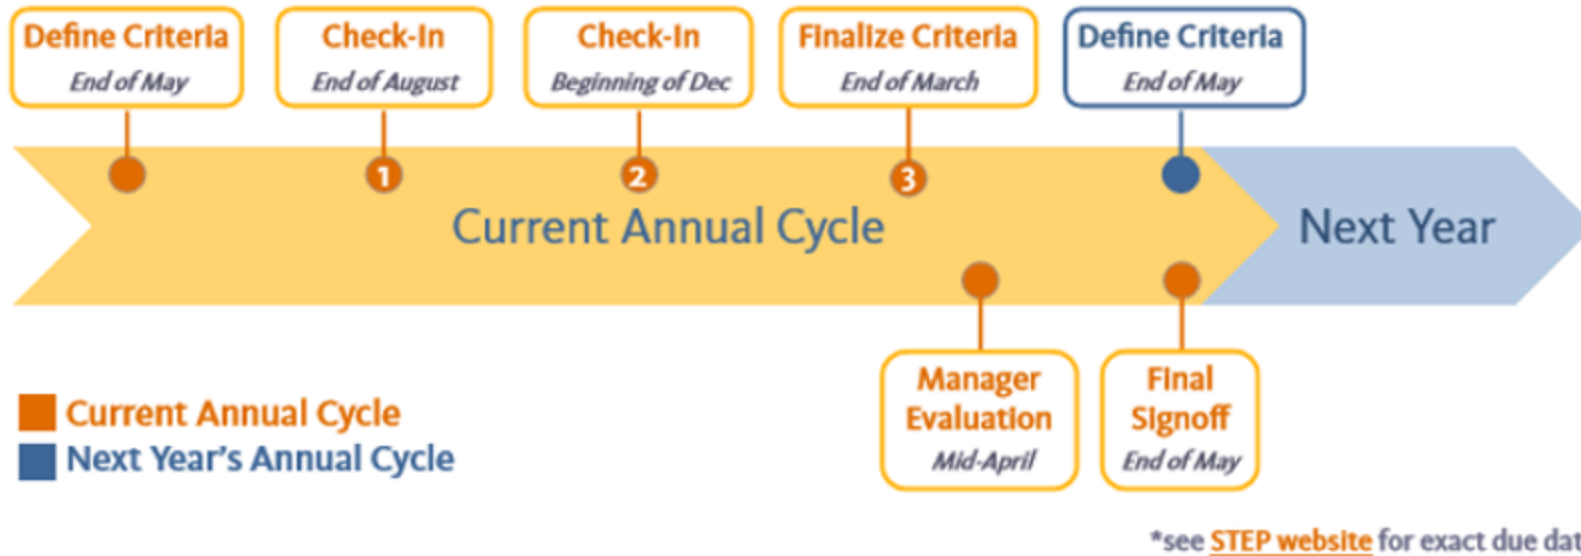 Define Criteria
End of May
Check-In
End of August
Check-In
Beginning of Dec
Finalize Criteria
End of March
Define Criteria
End of May
1
2
3
Current Annual Cycle
Next Year
Manager
Evaluation
Mid-April
Final
Signoff
End of May
Current Annual Cycle
Next Year's Annual Cycle
*see STEP website for exact due dat